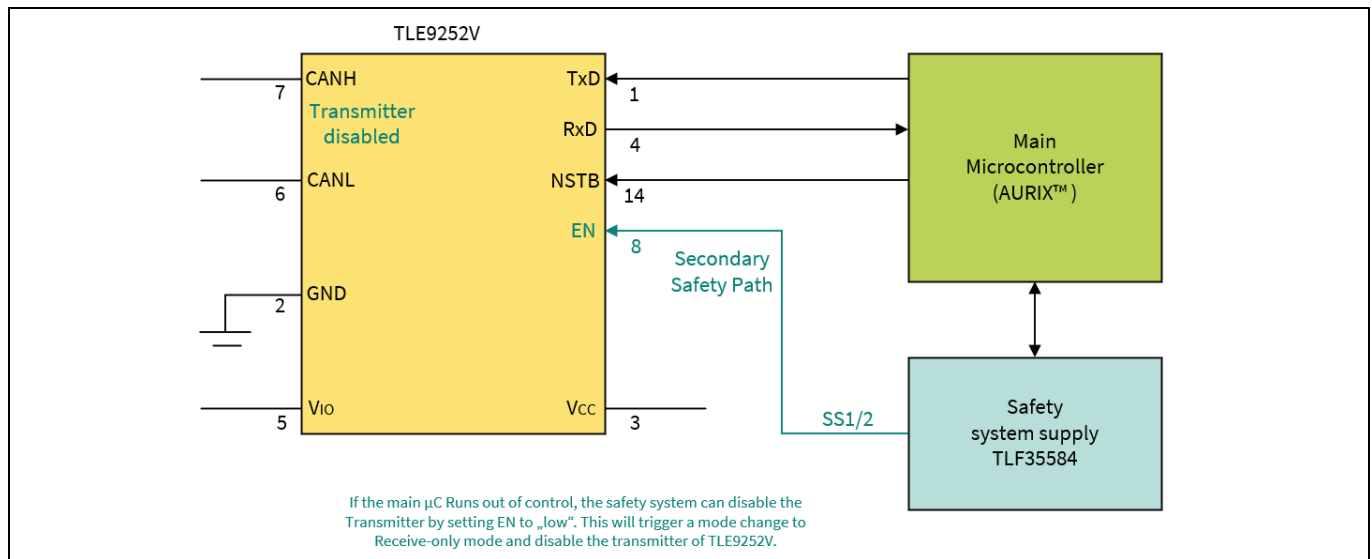 TLE9252V
CANH
TxD
7
1
Transmitter
disabled
RxD
4
Main
Microcontroller
(AURIX™ )
CANL
NSTB
6
14
EN
8
Secondary
Safety Path
GND
2
VIO
VCC
5
3
SS1/2
Safety
system supply
TLF35584
If the main µC Runs out of control, the safety system can disable the
Transmitter by setting EN to „low“. This will trigger a mode change to
Receive-only mode and disable the transmitter of TLE9252V.